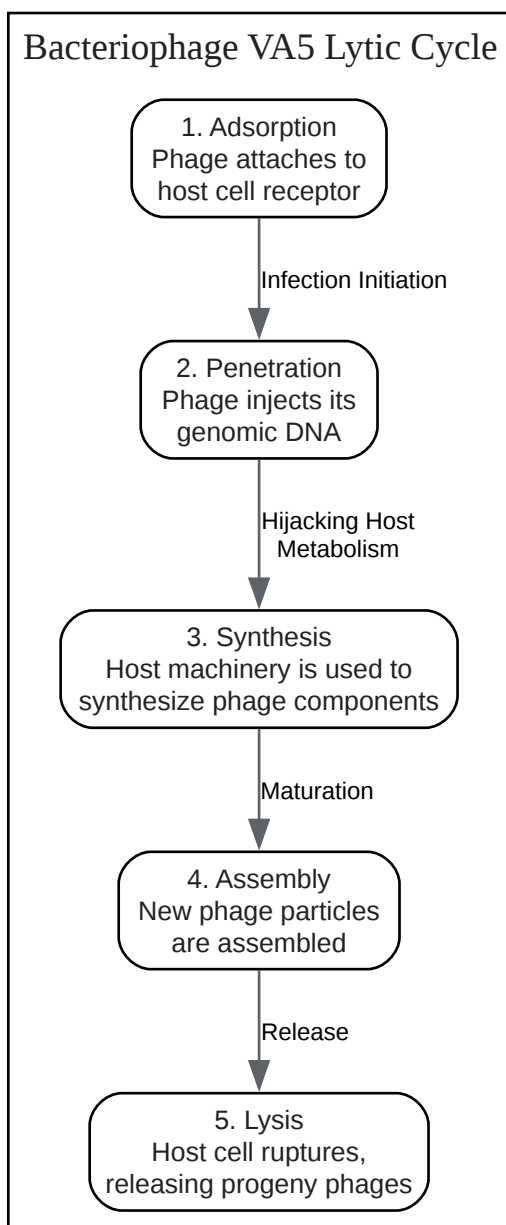 Bacteriophage VA5 Lytic Cycle
1. Adsorption
Phage attaches to
host cell receptor
Infection Initiation
2. Penetration
Phage injects its
genomic DNA
Hijacking Host
Metabolism
3. Synthesis
Host machinery is used to
synthesize phage components
Maturation
4. Assembly
New phage particles
are assembled
Release
5. Lysis
Host cell ruptures,
releasing progeny phages